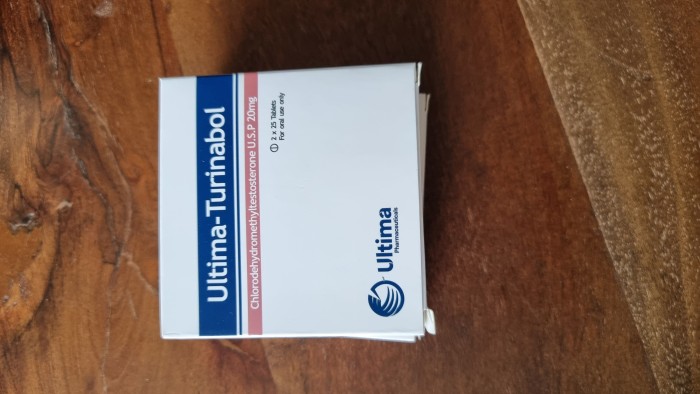 Ultima-Turinabol
Chlorodehydromethyltestosterone U.S.P 20mg
2 x 25 Tablets
For oral use only
Ultima
Pharmaceuticals